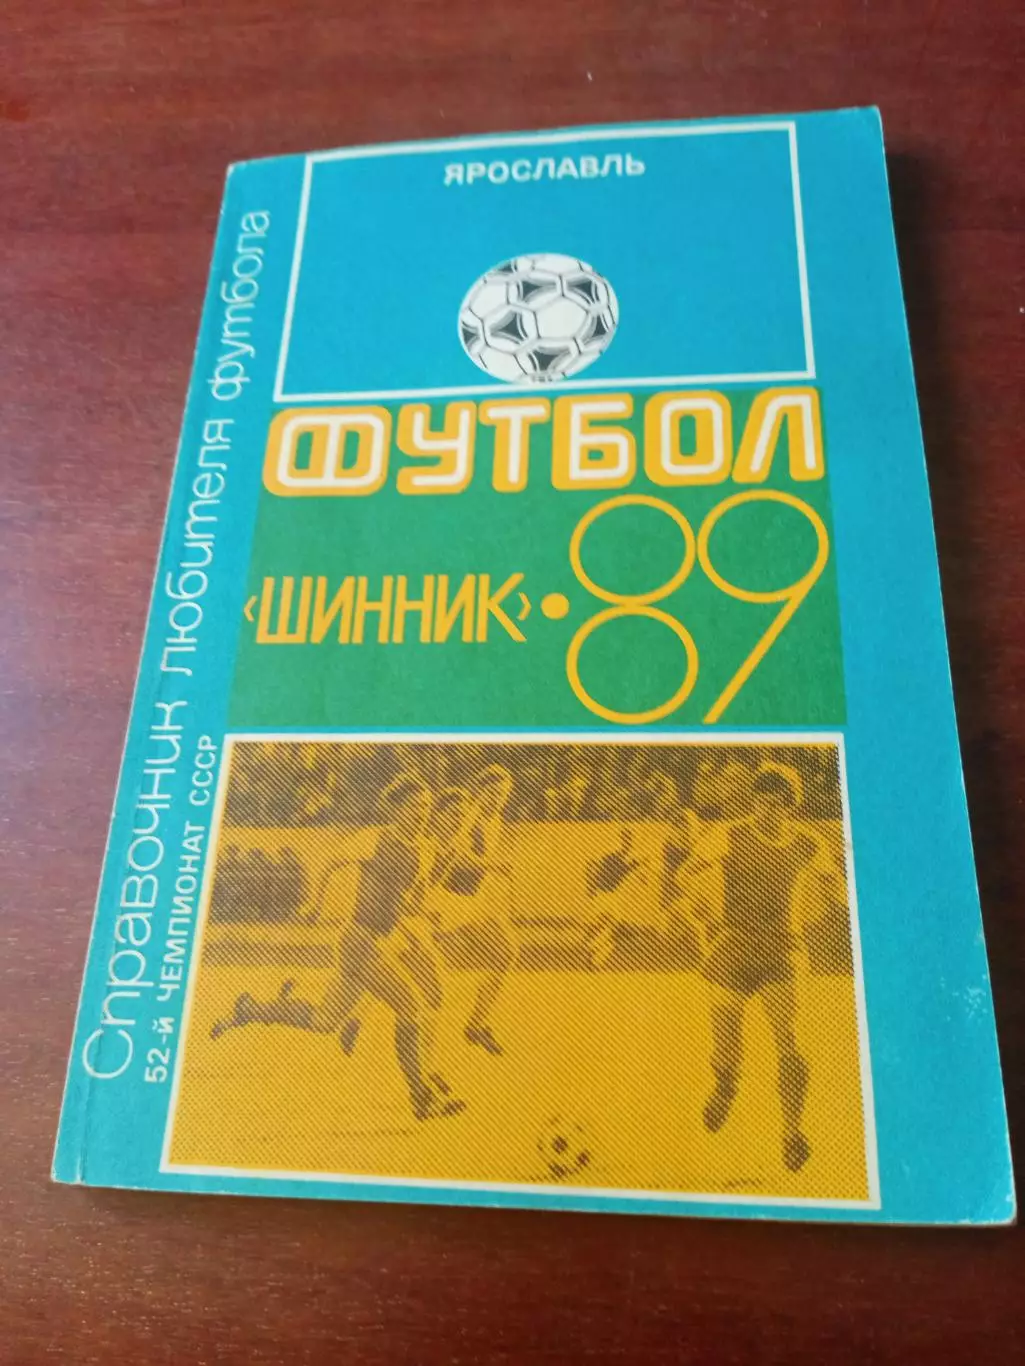 ЯРОСЛАВЛЬ
ФУТБОЛ
‹ШИННИК›•89
Справочник любителя футбола
52-й ЧЕМПИОНАТ СССР